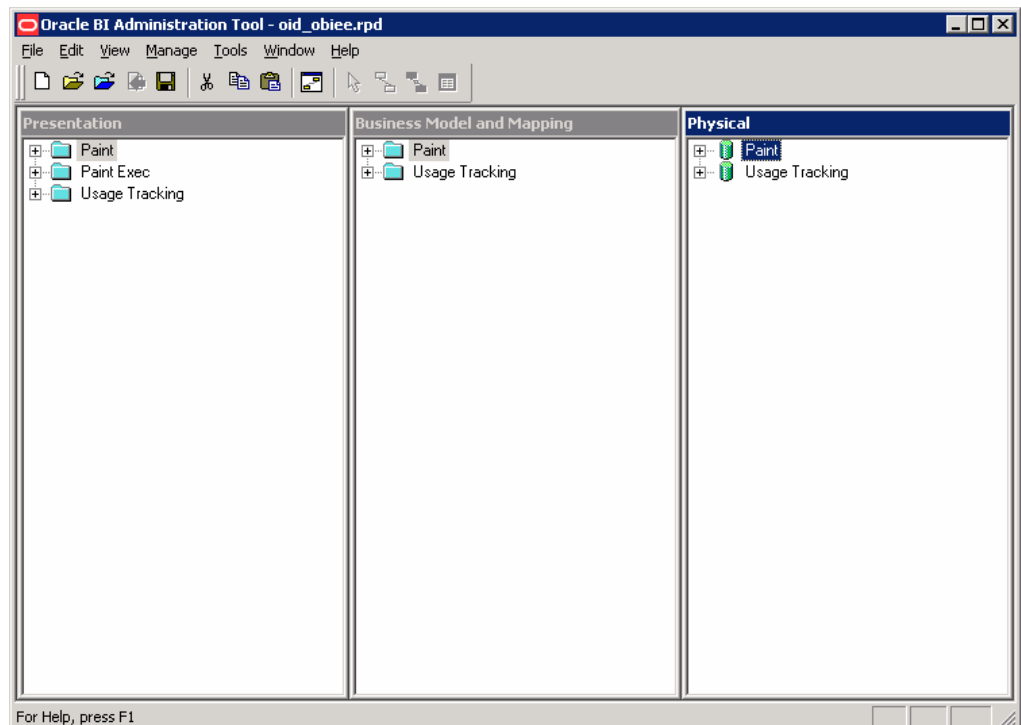 Oracle BI Administration Tool - oid_obiee.rpd
File Edit View Manage Tools Window Help
Presentation
Paint
Paint Exec
Usage Tracking
Business Model and Mapping
Paint
Usage Tracking
Physical
Paint
Usage Tracking
For Help, press F1